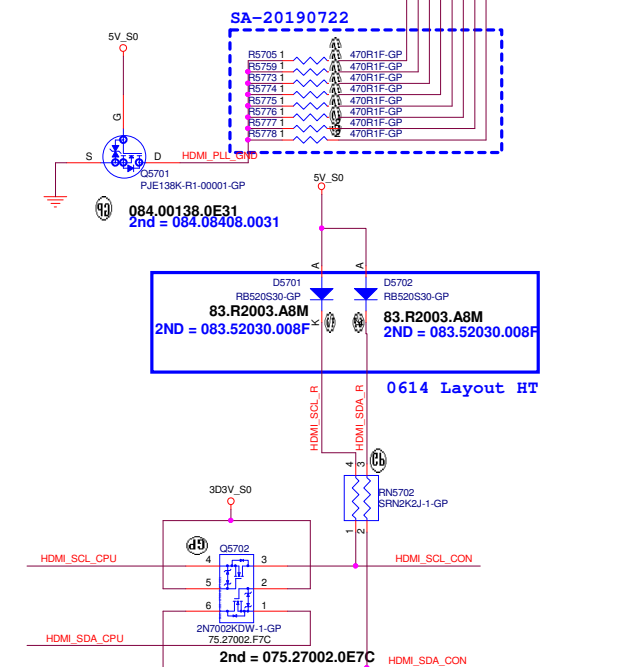 SA-20190722
5V_S0
R5705 1 470R1F-GP
R5759 1 470R1F-GP
R5773 1 470R1F-GP
R5774 1 470R1F-GP
R5775 1 470R1F-GP
R5776 1 470R1F-GP
R5777 1 470R1F-GP
R5778 1 470R1F-GP
G
S
D
HDMI_PLL_GND
Q5701
PJE138K-R1-00001-GP
084.00138.0E31
2nd = 084.08408.0031
5V_S0
A
A
D5701
RB520S30-GP
83.R2003.A8M
2ND = 083.52030.008F
K
D5702
RB520S30-GP
83.R2003.A8M
2ND = 083.52030.008F
0614 Layout HT
HDMI_SCL_R
HDMI_SDA_R
4
3
RN5702
SRN2K2J-1-GP
1
2
3D3V_S0
Q5702
HDMI_SCL_CPU
4
3
HDMI_SCL_CON
5
2
6
1
2N7002KDW-1-GP
75.27002.F7C
HDMI_SDA_CPU
2nd = 075.27002.0E7C
HDMI_SDA_CON